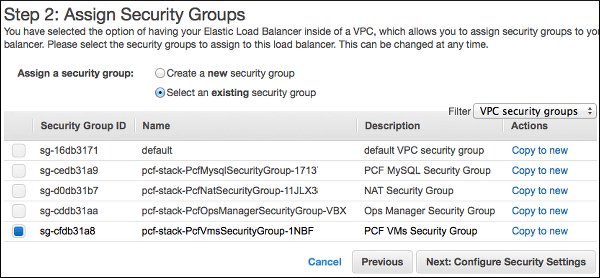 Step 2: Assign Security Groups
You have selected the option of having your Elastic Load Balancer inside of a VPC, which allows you to assign security groups to you
balancer. Please select the security groups to assign to this load balancer. This can be changed at any time.
Assign a security group: Create a new security group
Select an existing security group
Filter VPC security groups
Security Group ID Name Description Actions
sg-16db3171 default default VPC security group Copy to new
sg-cedb31a9 pcf-stack-PcfMysqlSecurityGroup-1717 PCF MySQL Security Group Copy to new
sg-d0db31b7 pcf-stack-PcfNatSecurityGroup-11JLX3 NAT Security Group Copy to new
sg-cddb31aa pcf-stack-PcfOpsManagerSecurityGroup-VBX Ops Manager Security Group Copy to new
sg-cfdb31a8 pcf-stack-PcfVmsSecurityGroup-1NBF PCF VMs Security Group Copy to new
Cancel Previous Next: Configure Security Settings